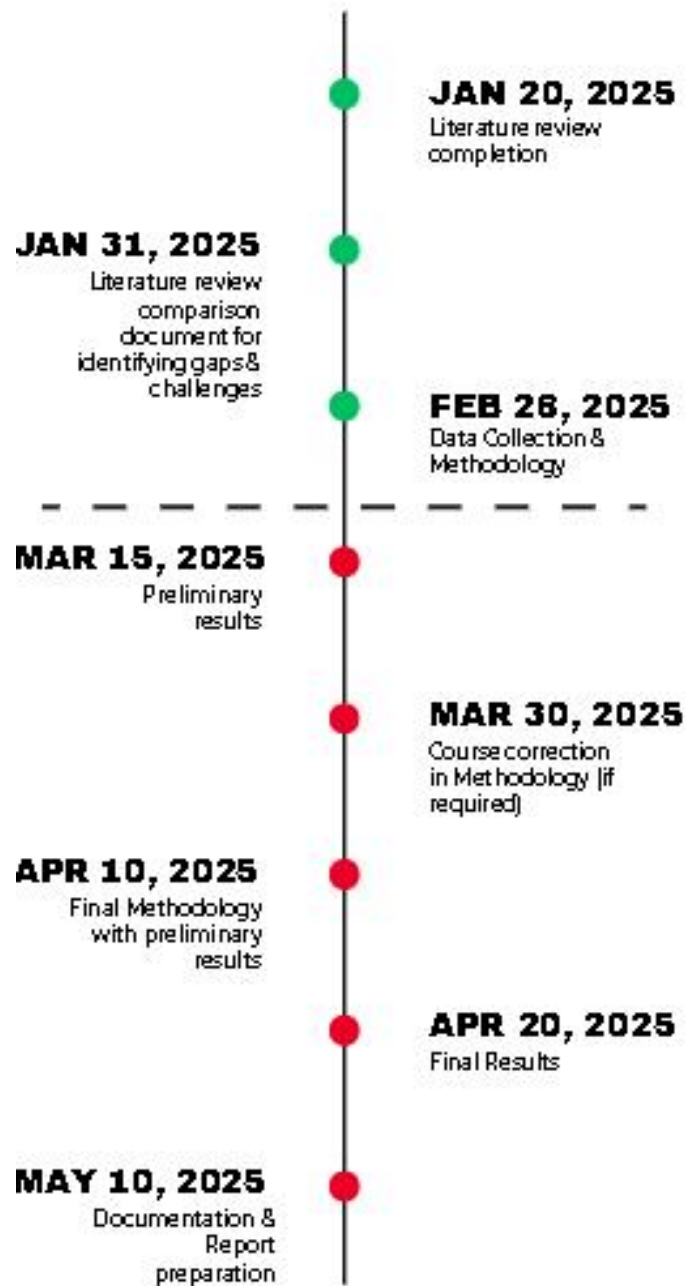 JAN 20, 2025
Literature review
completion
JAN 31, 2025
Literature review
comparison
document for
identifying gaps &
challenges
FEB 26, 2025
Data Collection &
Methodology
MAR 15, 2025
Preliminary
results
MAR 30, 2025
Course correction
in Methodology (if
required)
APR 10, 2025
Final Methodology
with preliminary
results
APR 20, 2025
Final Results
MAY 10, 2025
Documentation &
Report
preparation